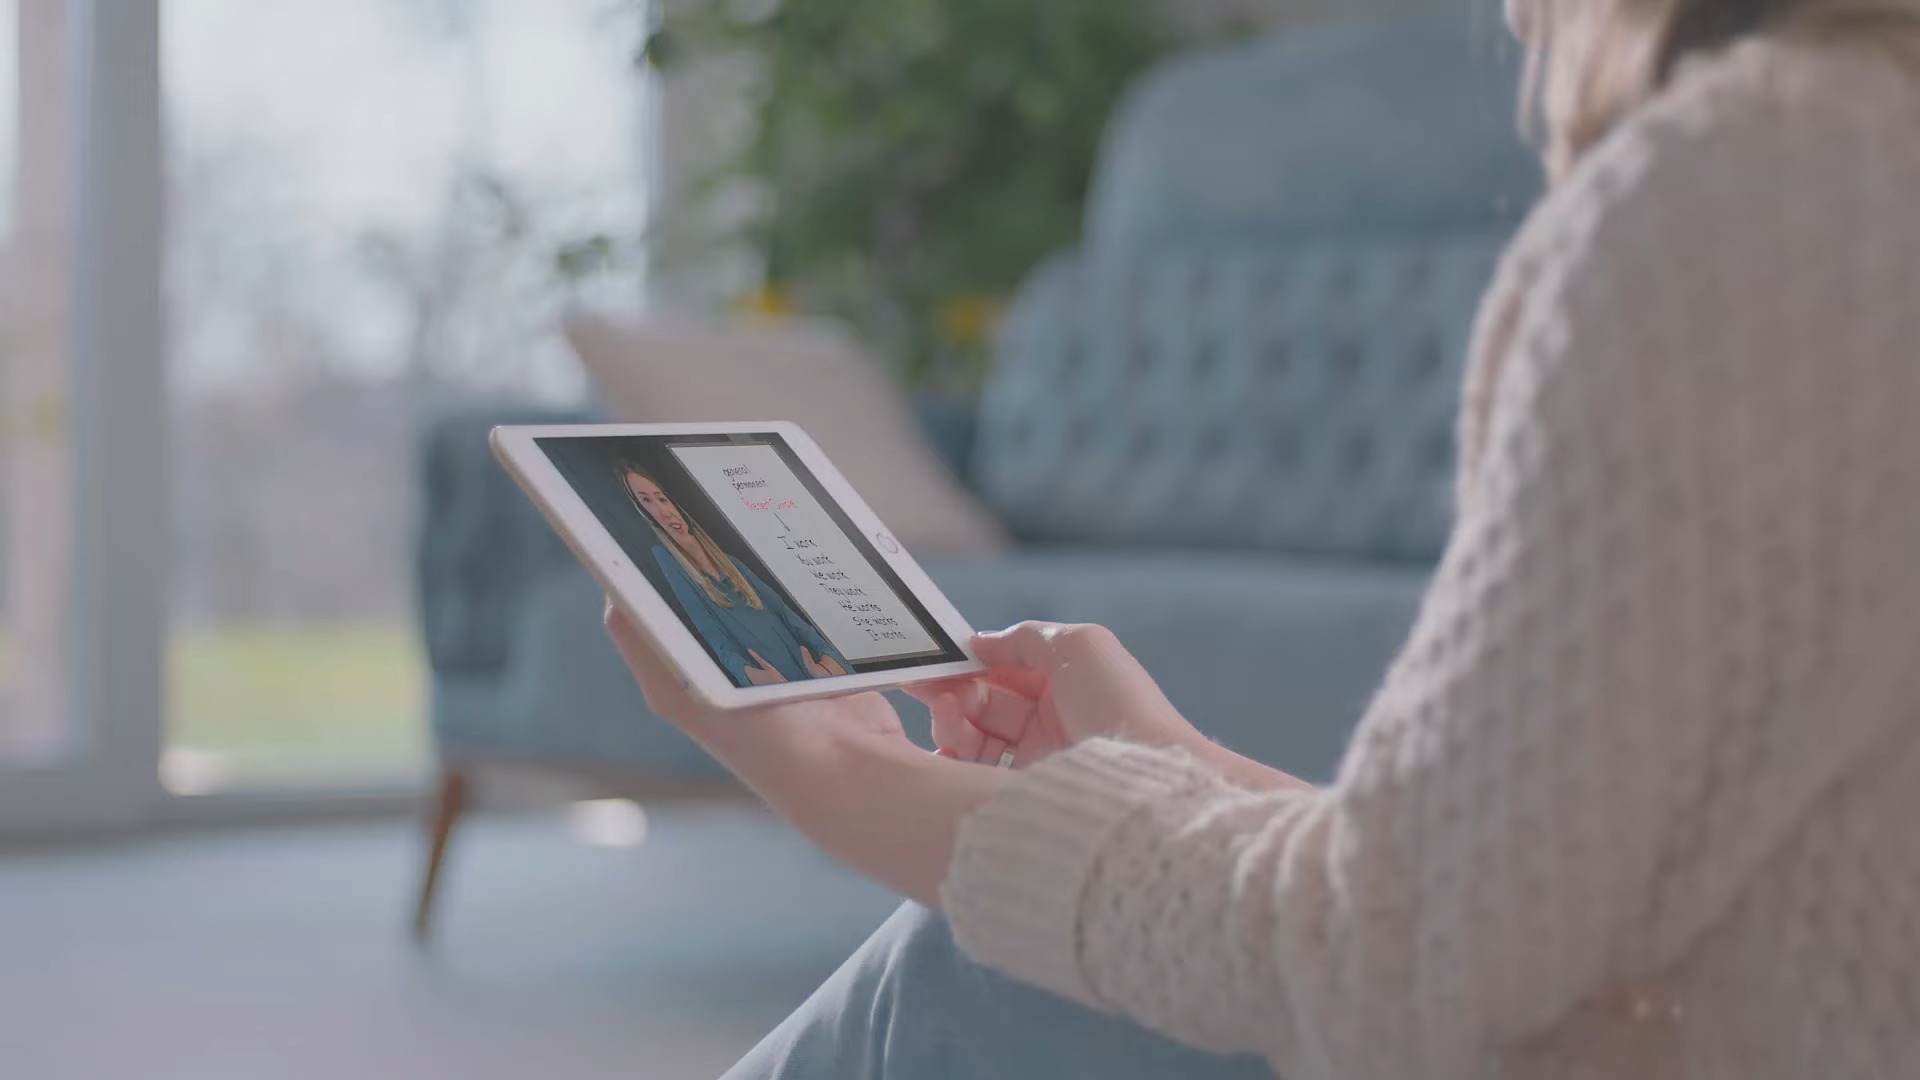 general
permanent
Present Simple
I work
You work
We work
They work
He works
She works
It works